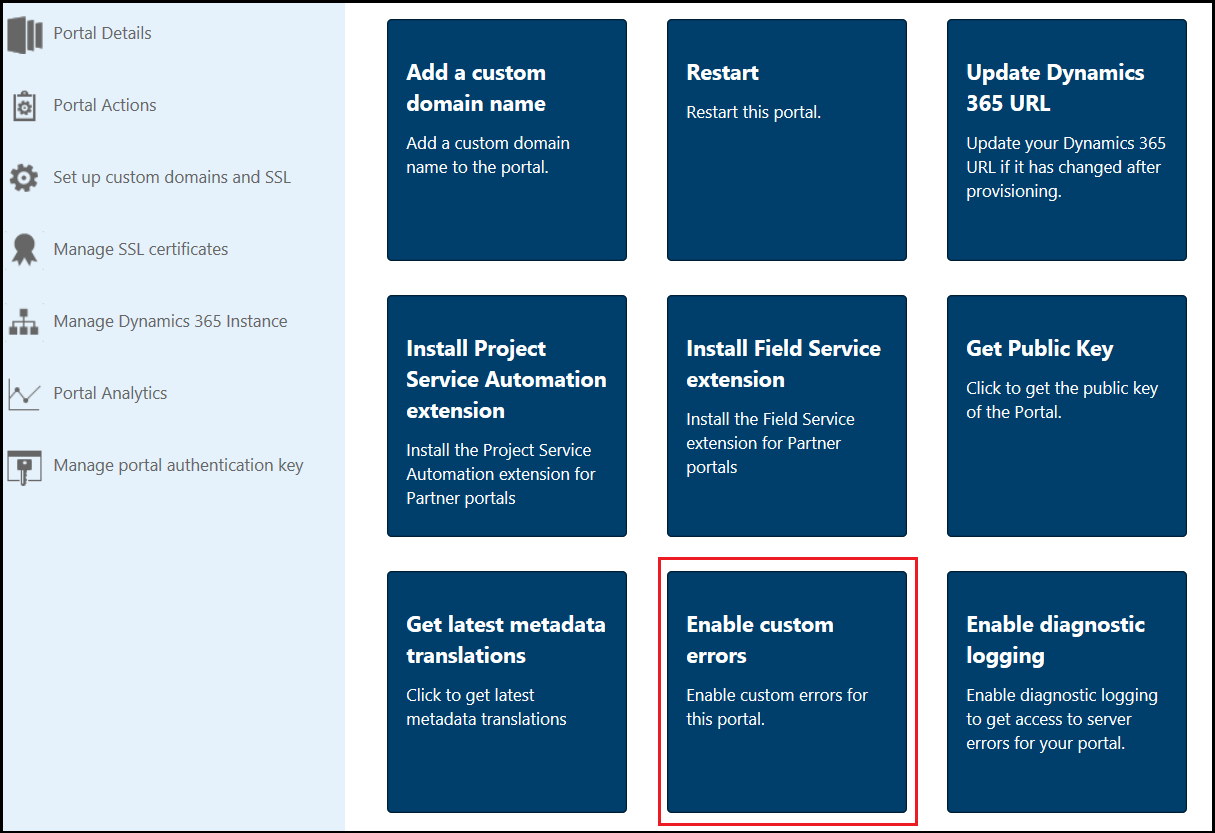 Portal Details
Portal Actions
Set up custom domains and SSL
Manage SSL certificates
Manage Dynamics 365 Instance
Portal Analytics
Manage portal authentication key
Add a custom
domain name
Add a custom domain
name to the portal.
Restart
Restart this portal.
Update Dynamics
365 URL
Update your Dynamics 365
URL if it has changed after
provisioning.
Install Project
Service Automation
extension
Install the Project Service
Automation extension for
Partner portals
Install Field Service
extension
Install the Field Service
extension for Partner
portals
Get Public Key
Click to get the public key
of the Portal.
Get latest metadata
translations
Click to get latest
metadata translations
Enable custom
errors
Enable custom errors for
this portal.
Enable diagnostic
logging
Enable diagnostic logging
to get access to server
errors for your portal.